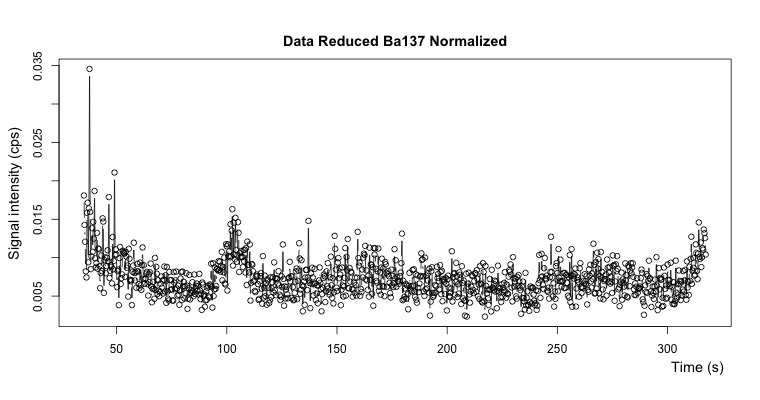 Data Reduced Ba137 Normalized
Signal intensity (cps)
0.035
0.025
0.015
0.005
50 100 150 200 250 300
Time (s)